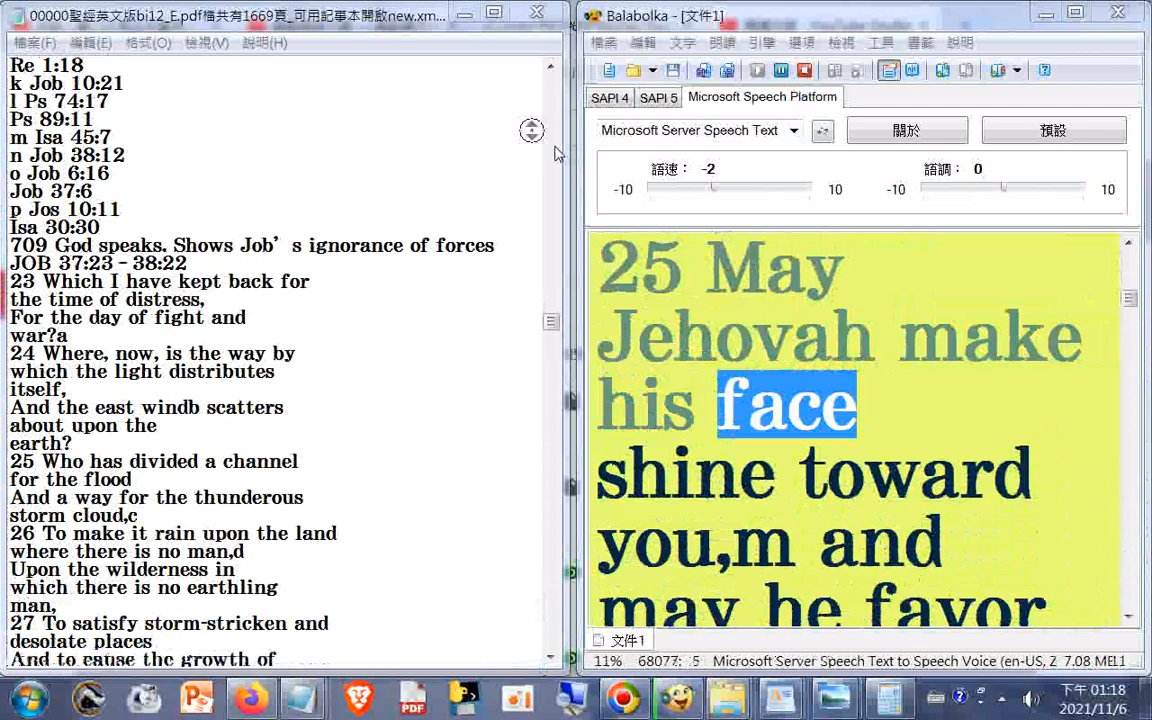 00000聖經英文版bi12_E.pdf檔共有1669頁_可用記事本開啟new.xm...
檔案(F) 編輯(E) 格式(O) 檢視(V) 說明(H)
Re 1:18
k Job 10:21
l Ps 74:17
Ps 89:11
m Isa 45:7
n Job 38:12
o Job 6:16
Job 37:6
p Jos 10:11
Isa 30:30
709 God speaks. Shows Job’s ignorance of forces
JOB 37:23–38:22
23 Which I have kept back for
the time of distress,
For the day of fight and
war?a
24 Where, now, is the way by
which the light distributes
itself,
And the east windb scatters
about upon the
earth?
25 Who has divided a channel
for the flood
And a way for the thunderous
storm cloud,c
26 To make it rain upon the land
where there is no man,d
Upon the wilderness in
which there is no earthling
man,
27 To satisfy storm-stricken and
desolate places
And to cause the growth of
Balabolka - [文件1]
檔案 編輯 文字 朗讀 引擎 選項 檢視 工具 書籤 說明
SAPI 4 SAPI 5 Microsoft Speech Platform
Microsoft Server Speech Text 關於 預設
語速： -2 語調： 0
-10 10 -10 10
25 May
Jehovah make
his face
shine toward
you,m and
may be favor
文件1
11% 68077: 5 Microsoft Server Speech Text to Speech Voice (en-US, Z 7.08 ME11
PDF
下午 01:18
2021/11/6